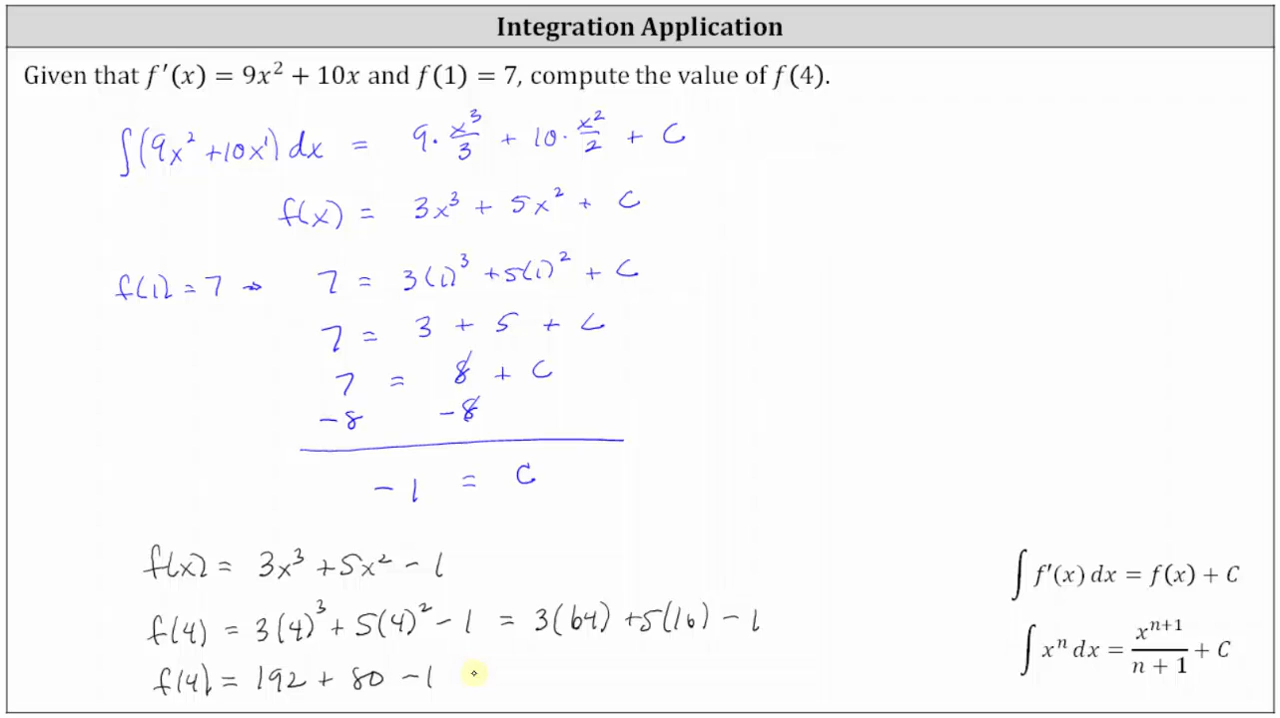 Integration Application
Given that f′(x) = 9x² + 10x and f(1) = 7, compute the value of f(4).
∫(9x² + 10x¹) dx = 9 · x³/3 + 10 · x²/2 + C
f(x) = 3x³ + 5x² + C
f(1) = 7 ⇒ 7 = 3(1)³ + 5(1)² + C
7 = 3 + 5 + C
7 = 8 + C
-8 -8
-1 = C
f(x) = 3x³ + 5x² - 1
f(4) = 3(4)³ + 5(4)² - 1 = 3(64) + 5(16) - 1
f(4) = 192 + 80 - 1
∫ f′(x) dx = f(x) + C
∫ xⁿ dx = xⁿ⁺¹/(n + 1) + C